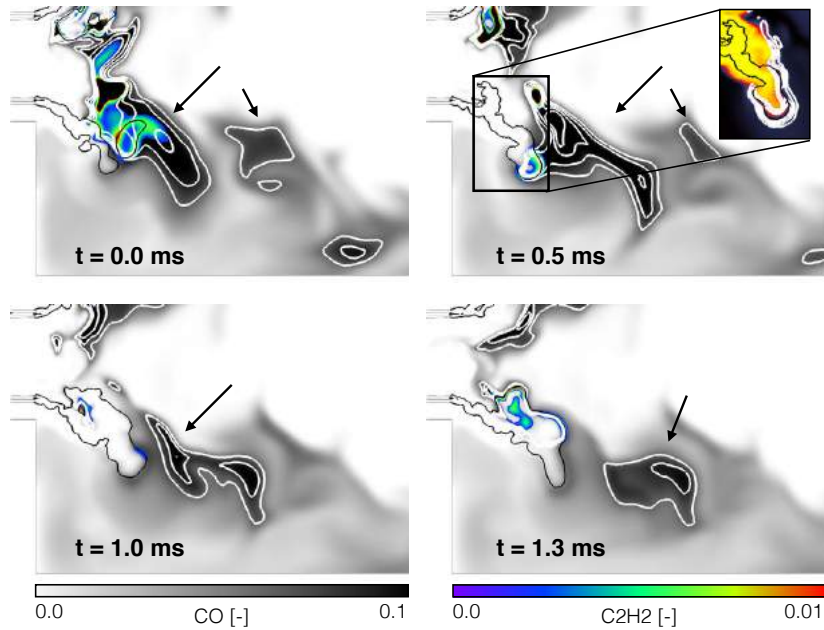 t = 0.0 ms
t = 0.5 ms
t = 1.0 ms
t = 1.3 ms
0.0 CO [-] 0.1
0.0 C2H2 [-] 0.01